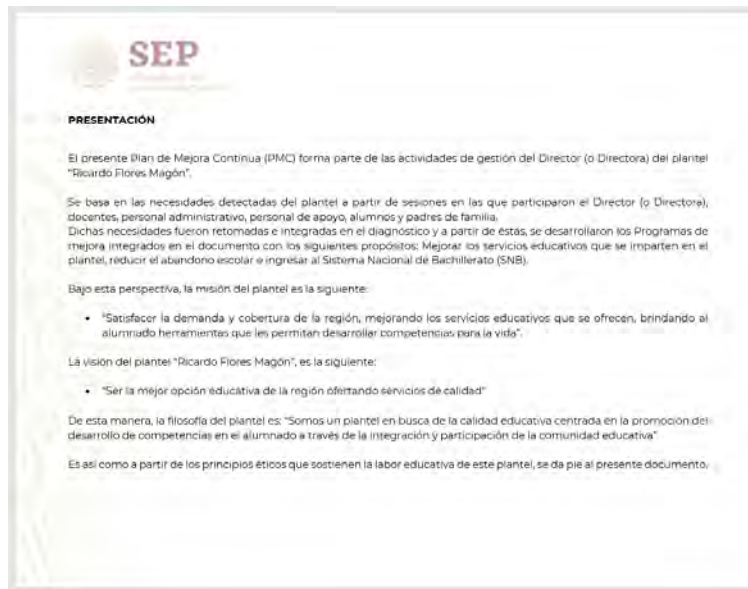 SEP
PRESENTACIÓN
El presente Plan de Mejora Continua (PMC) forma parte de las actividades de gestión del Director (o Directora) del plantel
"Ricardo Flores Magón".
Se basa en las necesidades detectadas del plantel a partir de sesiones en las que participaron el Director (o Directora),
docentes, personal administrativo, personal de apoyo, alumnos y padres de familia.
Dichas necesidades fueron retomadas e integradas en el diagnóstico y a partir de éstas, se desarrollaron los Programas de
mejora integrados en el documento con los siguientes propósitos: Mejorar los servicios educativos que se imparten en el
plantel, reducir el abandono escolar e ingresar al Sistema Nacional de Bachillerato (SNB).
Bajo esta perspectiva, la misión del plantel es la siguiente:
• "Satisfacer la demanda y cobertura de la región, mejorando los servicios educativos que se ofrecen, brindando al
alumnado herramientas que les permitan desarrollar competencias para la vida".
La visión del plantel "Ricardo Flores Magón", es la siguiente:
• "Ser la mejor opción educativa de la región ofertando servicios de calidad"
De esta manera, la filosofía del plantel es: "Somos un plantel en busca de la calidad educativa centrada en la promoción del
desarrollo de competencias en el alumnado a través de la integración y participación de la comunidad educativa"
Es así como a partir de los principios éticos que sostienen la labor educativa de este plantel, se da pie al presente documento.